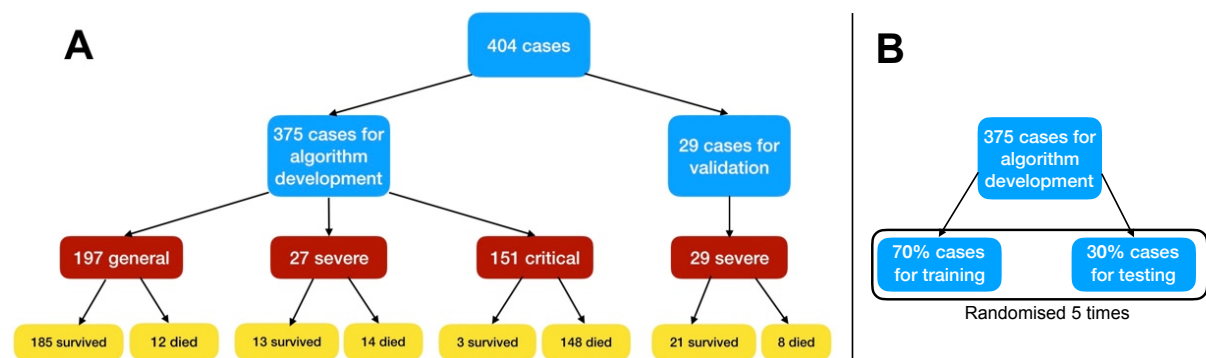 A
404 cases
375 cases for
algorithm
development
29 cases for
validation
197 general
27 severe
151 critical
29 severe
185 survived
12 died
13 survived
14 died
3 survived
148 died
21 survived
8 died
B
375 cases for
algorithm
development
70% cases
for training
30% cases
for testing
Randomised 5 times